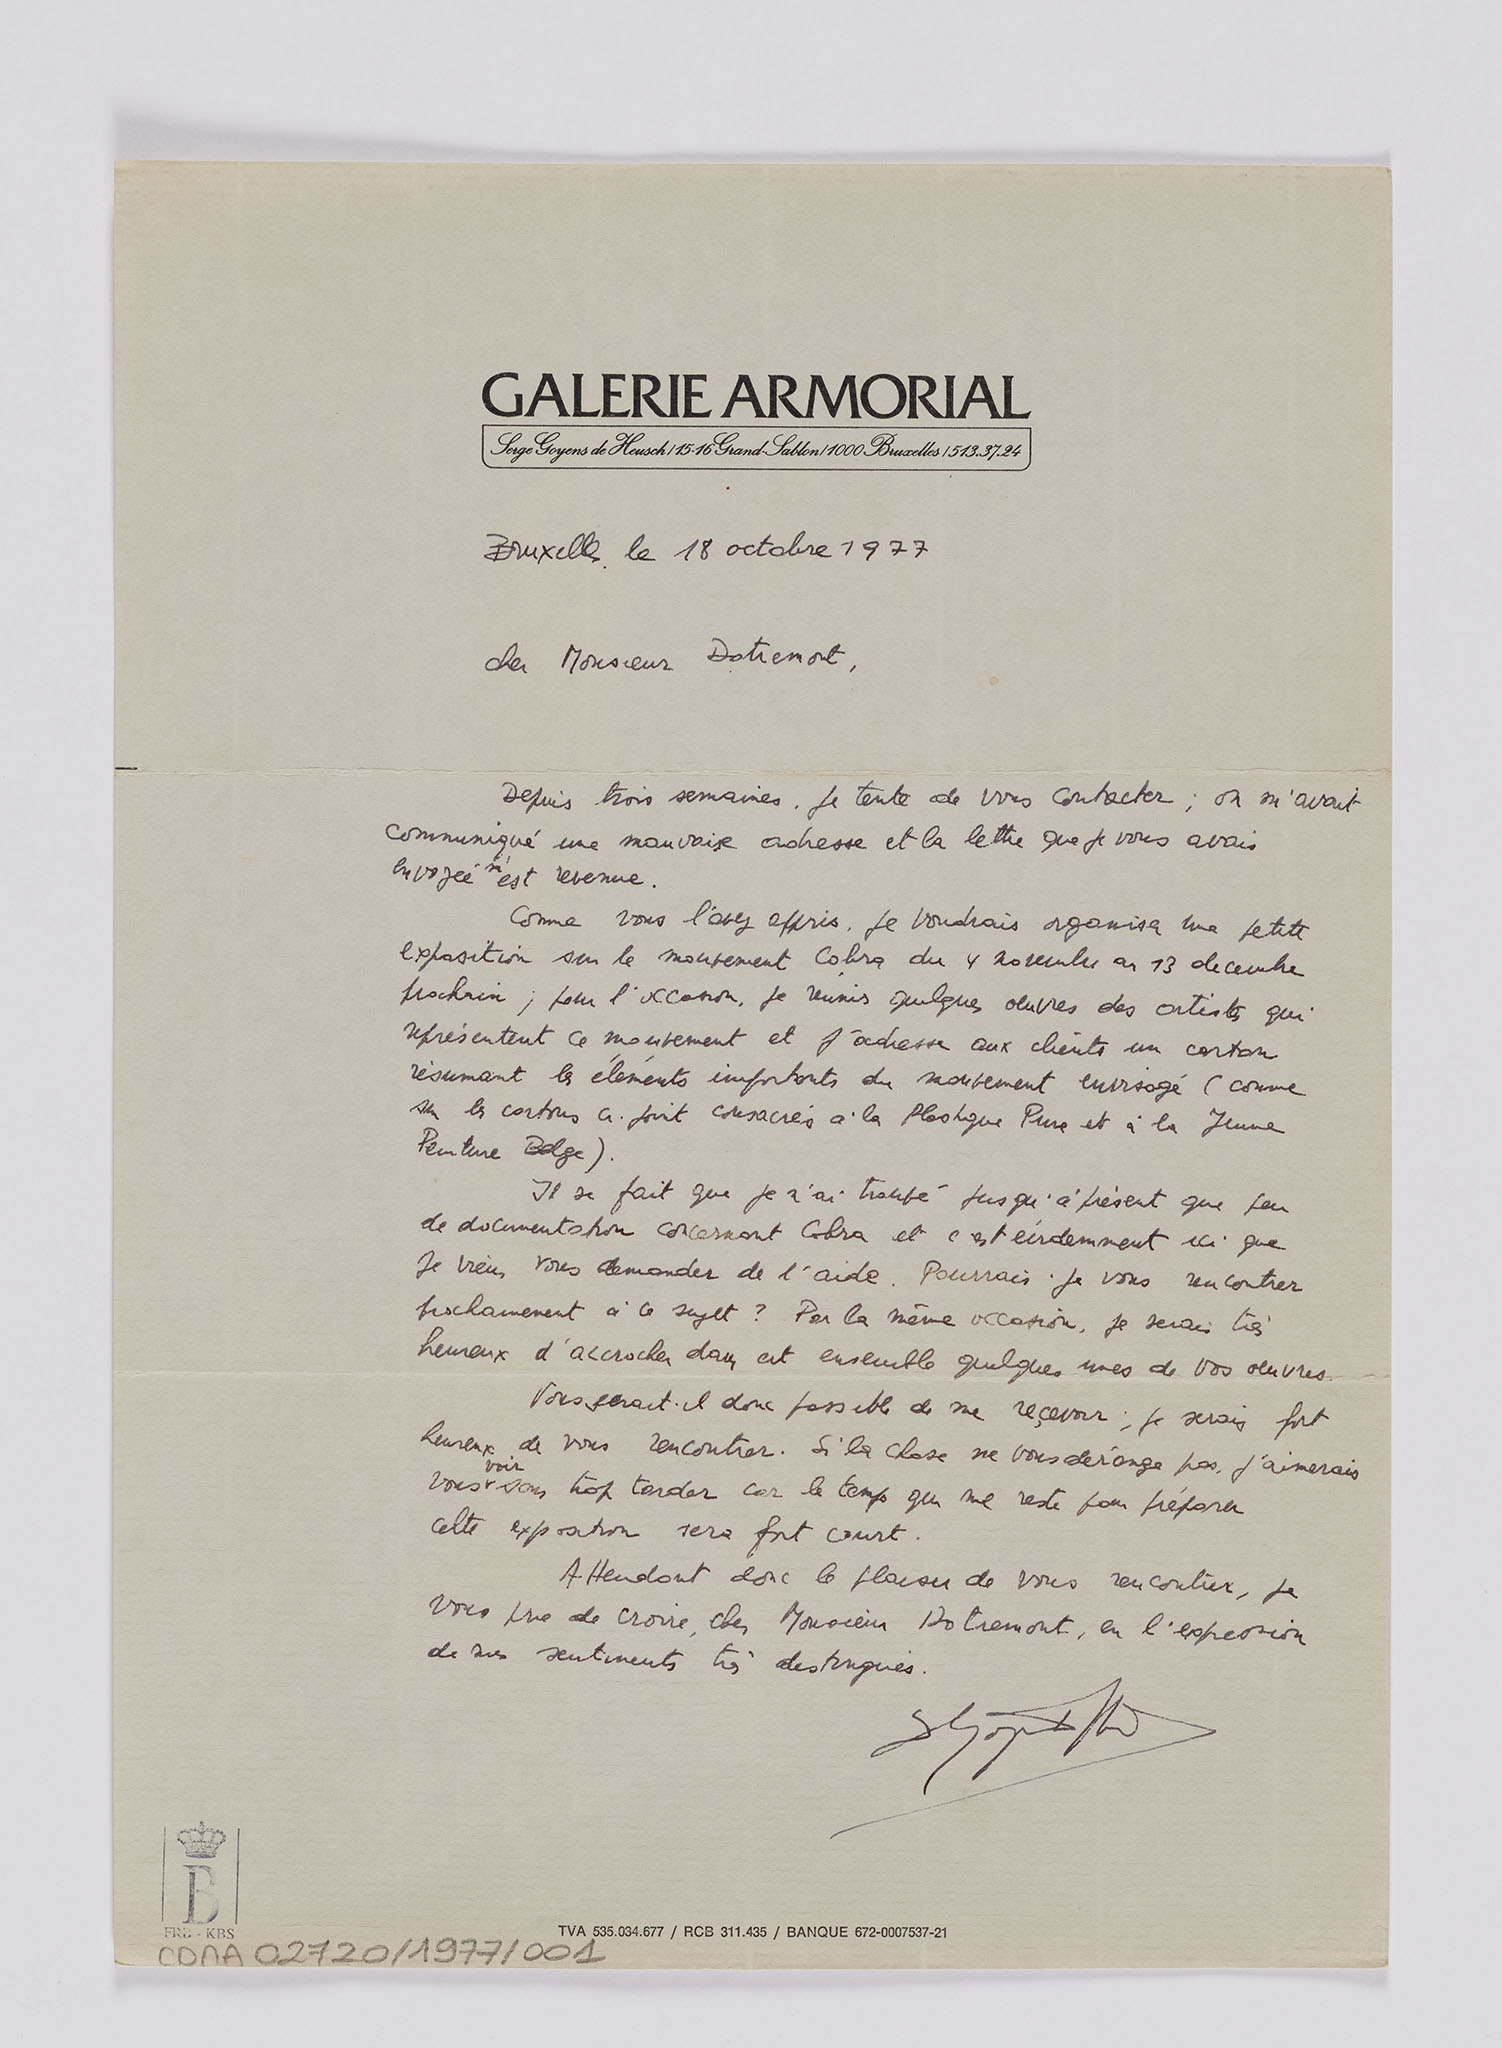 GALERIE ARMORIAL
Serge Goyens de Heusch / 15-16 Grand-Sablon / 1000 Bruxelles / 513.37.24
Bruxelles, le 18 octobre 1977
cher Monsieur Dotremont,
Depuis trois semaines, je tente de vous contacter ; on m'avait
communiqué une mauvaise adresse et la lettre que je vous avais
envoyée m'est revenue.
Comme vous l'avez appris, je voudrais organiser une petite
exposition sur le mouvement Cobra du 4 novembre au 13 décembre
prochain ; pour l'occasion, je réunis quelques oeuvres des artistes qui
représentent ce mouvement et j'adresse aux clients un carton
résumant les éléments importants du mouvement envisagé (comme
sur les cartons ci-joint consacrés à la Plastique Pure et à la Jeune
Peinture Belge).
Il se fait que je n'ai trouvé jusqu'à présent que peu
de documentation concernant Cobra et c'est évidemment ici que
je viens vous demander de l'aide. Pourrais-je vous rencontrer
prochainement à ce sujet ? Par la même occasion, je serais très
heureux d'accrocher dans cet ensemble quelques unes de vos oeuvres.
Vous serait-il donc possible de me reçevoir ; je serais fort
heureux de vous rencontrer. Si la chose ne vous dérange pas, j'aimerais
vous voir sans trop tarder car le temps qui me reste pour préparer
cette exposition sera fort court.
Attendant donc le plaisir de vous rencontrer, je
vous prie de croire, cher Monsieur Dotremont, en l'expression
de mes sentiments très distingués.
B
FRB - KBS
CDMA 02720/1977/001
TVA 535.034.677 / RCB 311.435 / BANQUE 672-0007537-21